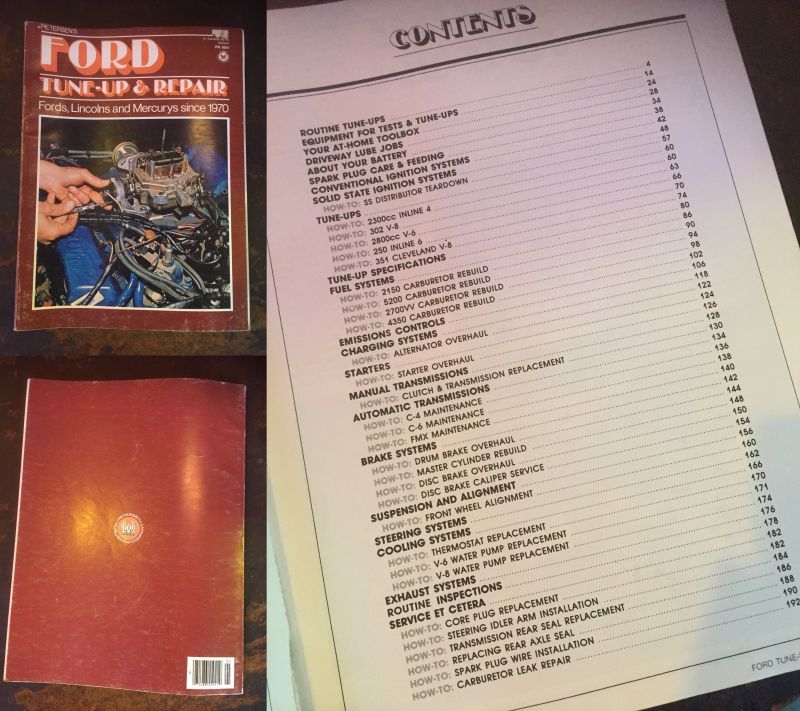 PETERSEN'S
FORD
TUNE-UP & REPAIR
Fords, Lincolns and Mercurys since 1970
CONTENTS
ROUTINE TUNE-UPS 4
EQUIPMENT FOR TESTS & TUNE-UPS 14
YOUR AT-HOME TOOLBOX 24
DRIVEWAY LUBE JOBS 28
ABOUT YOUR BATTERY 34
SPARK PLUG CARE & FEEDING 38
CONVENTIONAL IGNITION SYSTEMS 42
SOLID STATE IGNITION SYSTEMS 48
HOW-TO: SS DISTRIBUTOR TEARDOWN 57
TUNE-UPS 60
HOW-TO: 2300cc INLINE 4 60
HOW-TO: 302 V-8 63
HOW-TO: 2800cc V-6 66
HOW-TO: 250 INLINE 6 70
HOW-TO: 351 CLEVELAND V-8 74
TUNE-UP SPECIFICATIONS 80
FUEL SYSTEMS 86
HOW-TO: 2150 CARBURETOR REBUILD 90
HOW-TO: 5200 CARBURETOR REBUILD 94
HOW-TO: 2700VV CARBURETOR REBUILD 98
HOW-TO: 4350 CARBURETOR REBUILD 102
EMISSIONS CONTROLS 106
CHARGING SYSTEMS 118
HOW-TO: ALTERNATOR OVERHAUL 122
STARTERS 124
HOW-TO: STARTER OVERHAUL 126
MANUAL TRANSMISSIONS 128
HOW-TO: CLUTCH & TRANSMISSION REPLACEMENT 130
AUTOMATIC TRANSMISSIONS 134
HOW-TO: C-4 MAINTENANCE 136
HOW-TO: C-6 MAINTENANCE 138
HOW-TO: FMX MAINTENANCE 140
BRAKE SYSTEMS 142
HOW-TO: DRUM BRAKE OVERHAUL 144
HOW-TO: MASTER CYLINDER REBUILD 148
HOW-TO: DISC BRAKE OVERHAUL 150
HOW-TO: DISC BRAKE CALIPER SERVICE 154
SUSPENSION AND ALIGNMENT 156
HOW-TO: FRONT WHEEL ALIGNMENT 160
STEERING SYSTEMS 162
COOLING SYSTEMS 166
HOW-TO: THERMOSTAT REPLACEMENT 170
HOW-TO: V-6 WATER PUMP REPLACEMENT 171
HOW-TO: V-8 WATER PUMP REPLACEMENT 174
EXHAUST SYSTEMS 176
ROUTINE INSPECTIONS 178
SERVICE ET CETERA 182
HOW-TO: CORE PLUG REPLACEMENT 182
HOW-TO: STEERING IDLER ARM INSTALLATION 184
HOW-TO: TRANSMISSION REAR SEAL REPLACEMENT 186
HOW-TO: REPLACING REAR AXLE SEAL 188
HOW-TO: SPARK PLUG WIRE INSTALLATION 190
HOW-TO: CARBURETOR LEAK REPAIR 192
FORD TUNE-